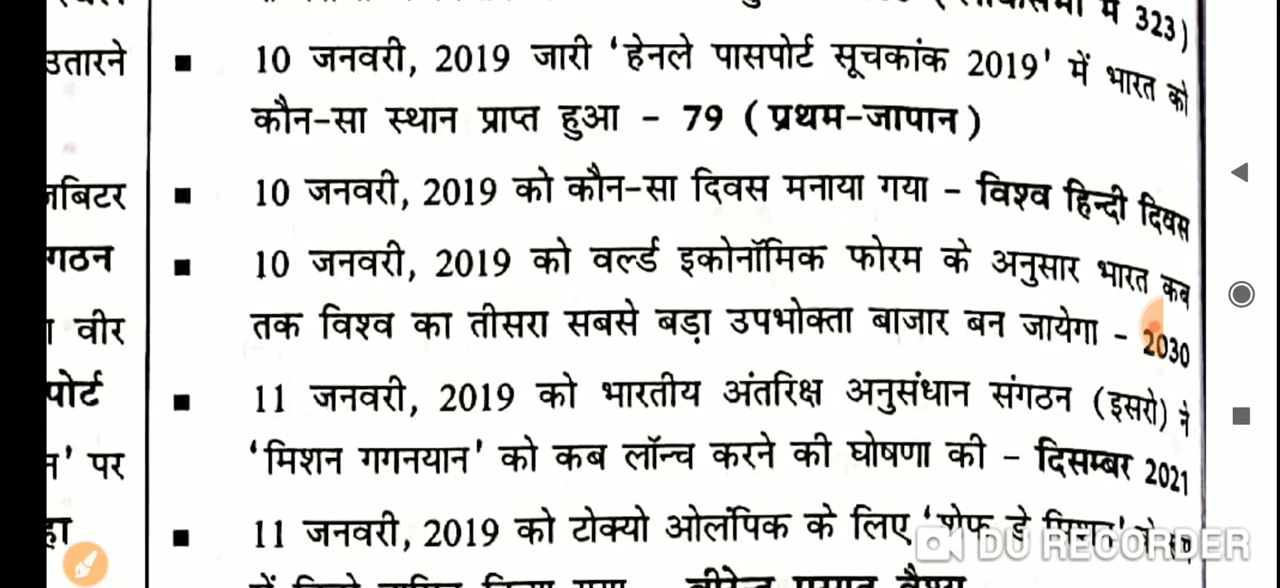 में 323)
उतारने
■ 10 जनवरी, 2019 जारी ‘हेनले पासपोर्ट सूचकांक 2019’ में भारत को
कौन-सा स्थान प्राप्त हुआ – 79 (प्रथम-जापान)
बिटर
■ 10 जनवरी, 2019 को कौन-सा दिवस मनाया गया – विश्व हिन्दी दिवस
गठन
■ 10 जनवरी, 2019 को वर्ल्ड इकोनॉमिक फोरम के अनुसार भारत कब
वीर
तक विश्व का तीसरा सबसे बड़ा उपभोक्ता बाजार बन जायेगा – 2030
पोर्ट
■ 11 जनवरी, 2019 को भारतीय अंतरिक्ष अनुसंधान संगठन (इसरो) ने
’ पर
‘मिशन गगनयान’ को कब लॉन्च करने की घोषणा की – दिसम्बर 2021
■ 11 जनवरी, 2019 को टोक्यो ओलंपिक के लिए ‘शेफ डे मिशन’
DU RECORDER